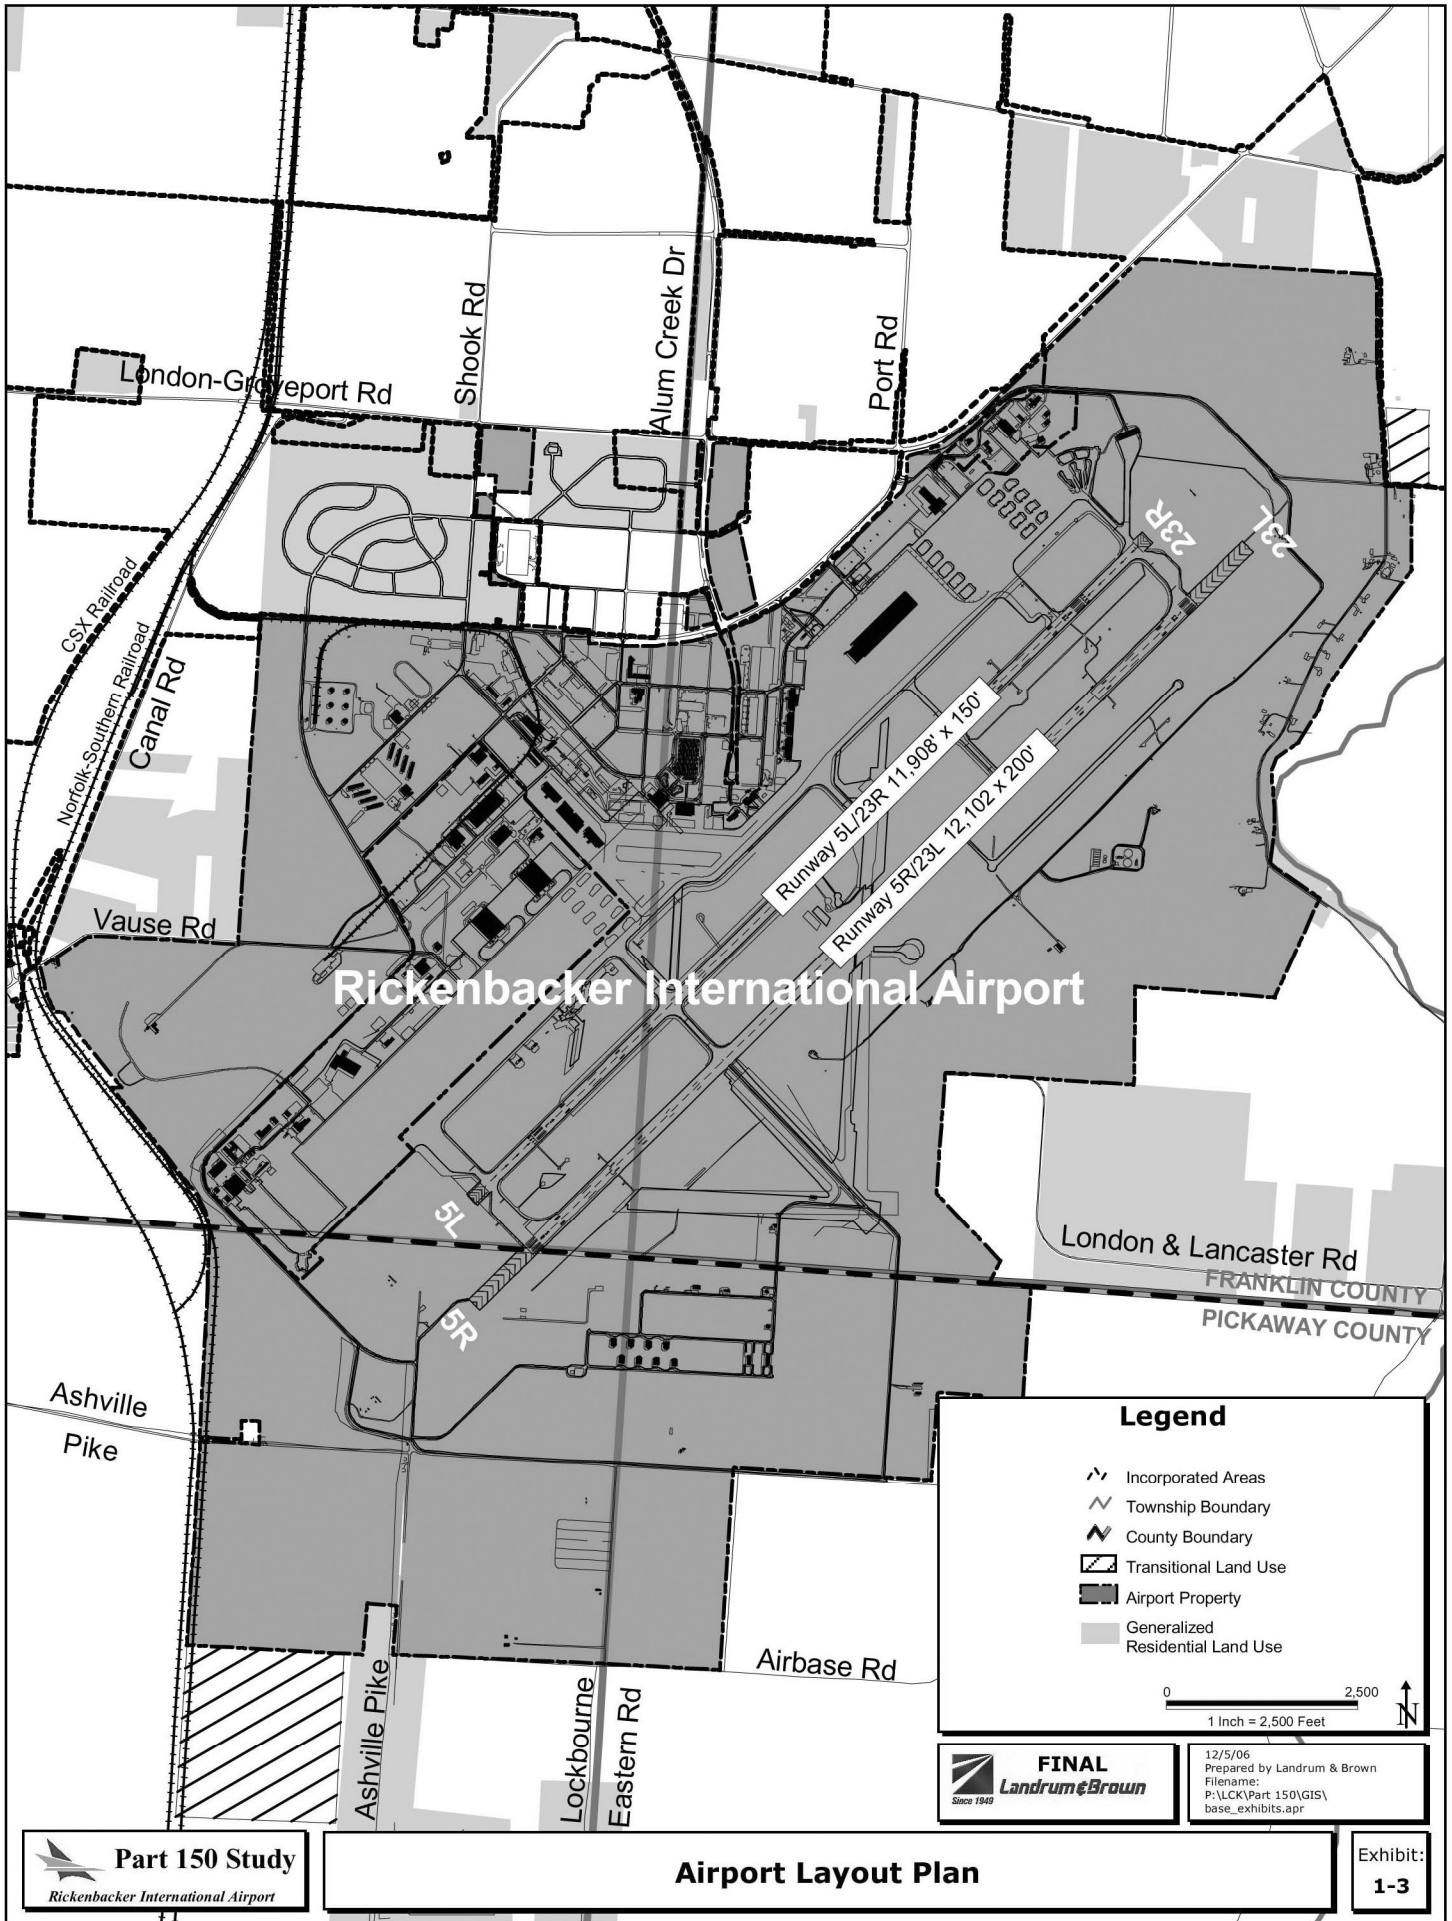 Shook Rd
Alum Creek Dr
Port Rd
London-Groveport Rd
23R
23L
CSX Railroad
Norfolk-Southern Railroad
Canal Rd
Runway 5L/23R 11,908' x 150'
Runway 5R/23L 12,102 x 200'
Vause Rd
Rickenbacker International Airport
5L
5R
London & Lancaster Rd
FRANKLIN COUNTY
PICKAWAY COUNTY
Ashville
Pike
Legend
Incorporated Areas
Township Boundary
County Boundary
Transitional Land Use
Airport Property
Generalized
Residential Land Use
0 2,500
1 Inch = 2,500 Feet
N
Airbase Rd
Ashville Pike
Lockbourne
Eastern Rd
FINAL
Landrum & Brown
Since 1949
12/5/06
Prepared by Landrum & Brown
Filename:
P:\LCK\Part 150\GIS\
base_exhibits.apr
Part 150 Study
Rickenbacker International Airport
Airport Layout Plan
Exhibit:
1-3